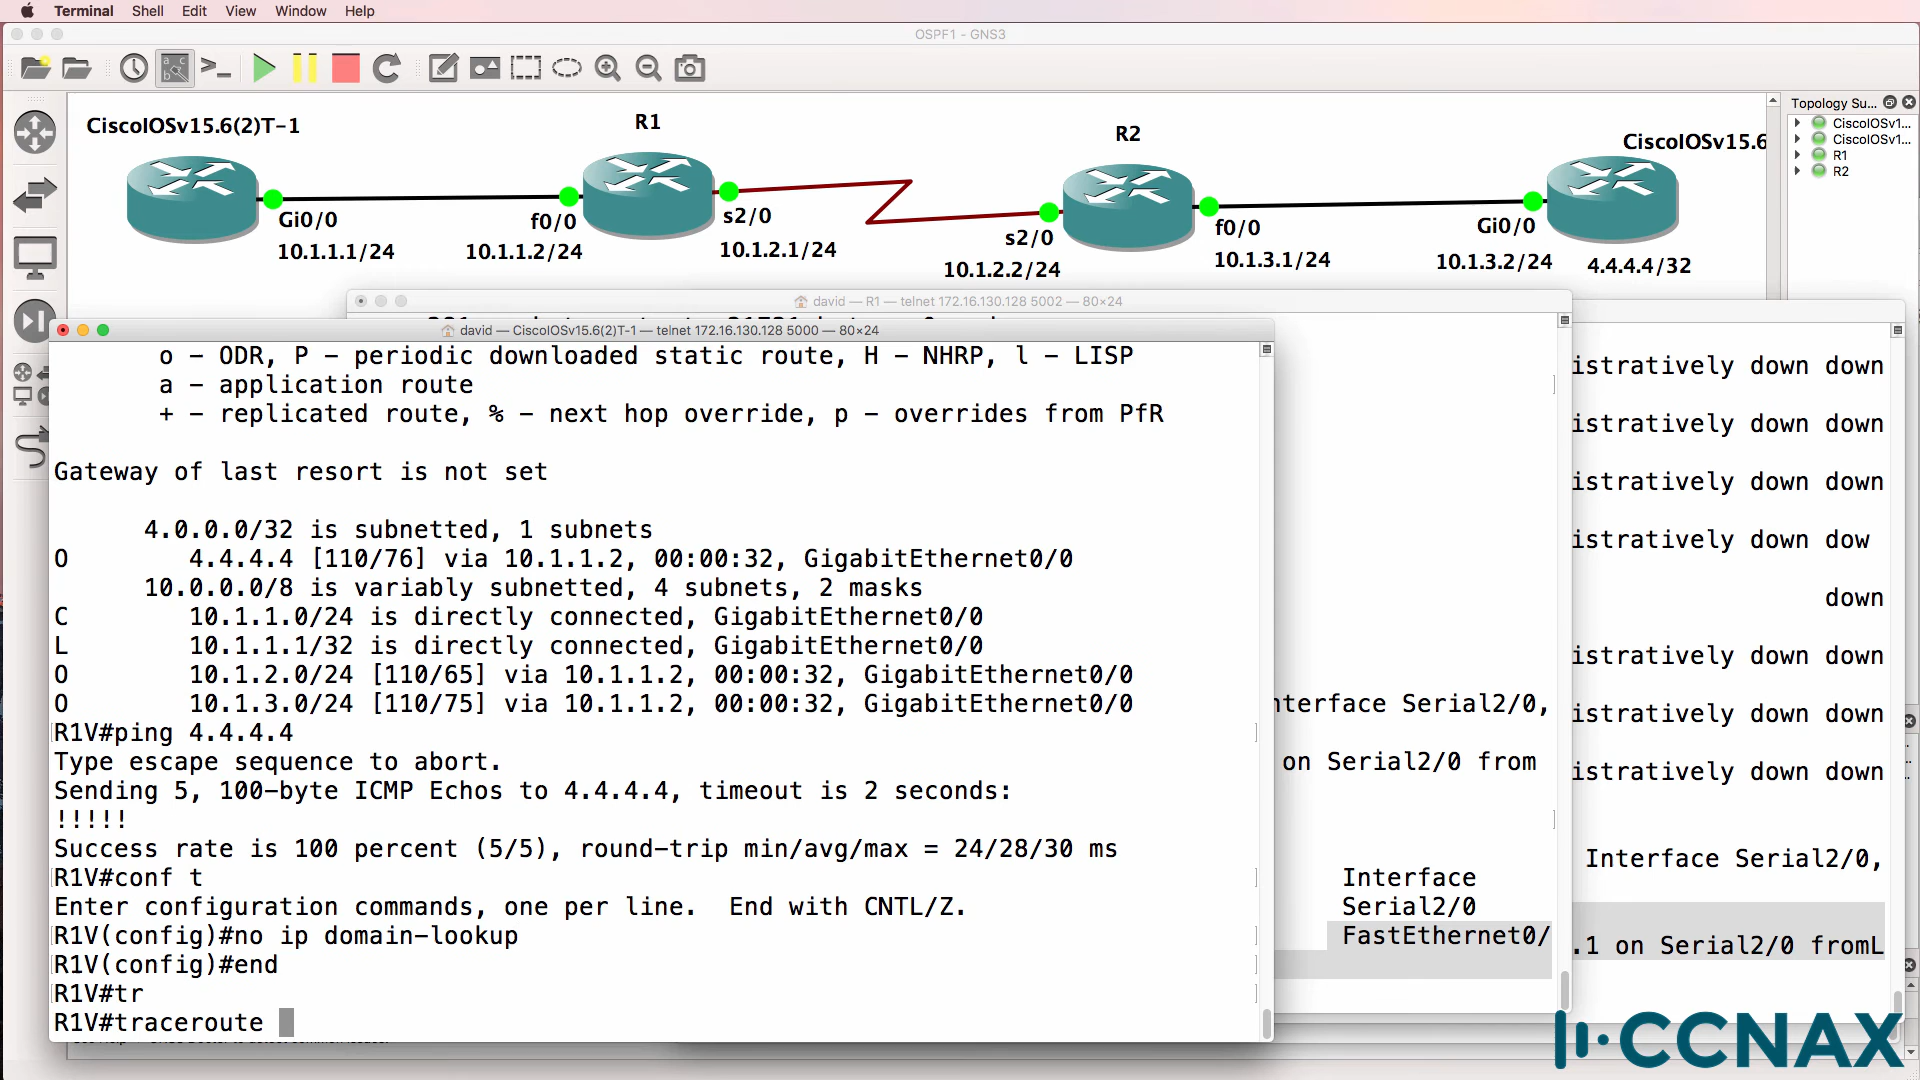 Terminal Shell Edit View Window Help
OSPF1 - GNS3
CiscoIOSv15.6(2)T-1
R1
R2
CiscoIOSv15.6
Gi0/0
10.1.1.1/24
f0/0
10.1.1.2/24
s2/0
10.1.2.1/24
s2/0
10.1.2.2/24
f0/0
10.1.3.1/24
Gi0/0
10.1.3.2/24
4.4.4.4/32
Topology Su...
CiscoIOSv1...
CiscoIOSv1...
R1
R2
david — R1 — telnet 172.16.130.128 5002 — 80×24
david — CiscoIOSv15.6(2)T-1 — telnet 172.16.130.128 5000 — 80×24
o - ODR, P - periodic downloaded static route, H - NHRP, l - LISP
a - application route
+ - replicated route, % - next hop override, p - overrides from PfR
Gateway of last resort is not set
4.0.0.0/32 is subnetted, 1 subnets
O 4.4.4.4 [110/76] via 10.1.1.2, 00:00:32, GigabitEthernet0/0
10.0.0.0/8 is variably subnetted, 4 subnets, 2 masks
C 10.1.1.0/24 is directly connected, GigabitEthernet0/0
L 10.1.1.1/32 is directly connected, GigabitEthernet0/0
O 10.1.2.0/24 [110/65] via 10.1.1.2, 00:00:32, GigabitEthernet0/0
O 10.1.3.0/24 [110/75] via 10.1.1.2, 00:00:32, GigabitEthernet0/0
R1V#ping 4.4.4.4
Type escape sequence to abort.
Sending 5, 100-byte ICMP Echos to 4.4.4.4, timeout is 2 seconds:
!!!!!
Success rate is 100 percent (5/5), round-trip min/avg/max = 24/28/30 ms
R1V#conf t
Enter configuration commands, one per line.  End with CNTL/Z.
R1V(config)#no ip domain-lookup
R1V(config)#end
R1V#tr
R1V#traceroute
nterface Serial2/0,
on Serial2/0 from
Interface
Serial2/0
FastEthernet0/
istratively down down
istratively down down
istratively down down
istratively down dow
down
istratively down down
istratively down down
istratively down down
Interface Serial2/0,
.1 on Serial2/0 fromL
CCNAX